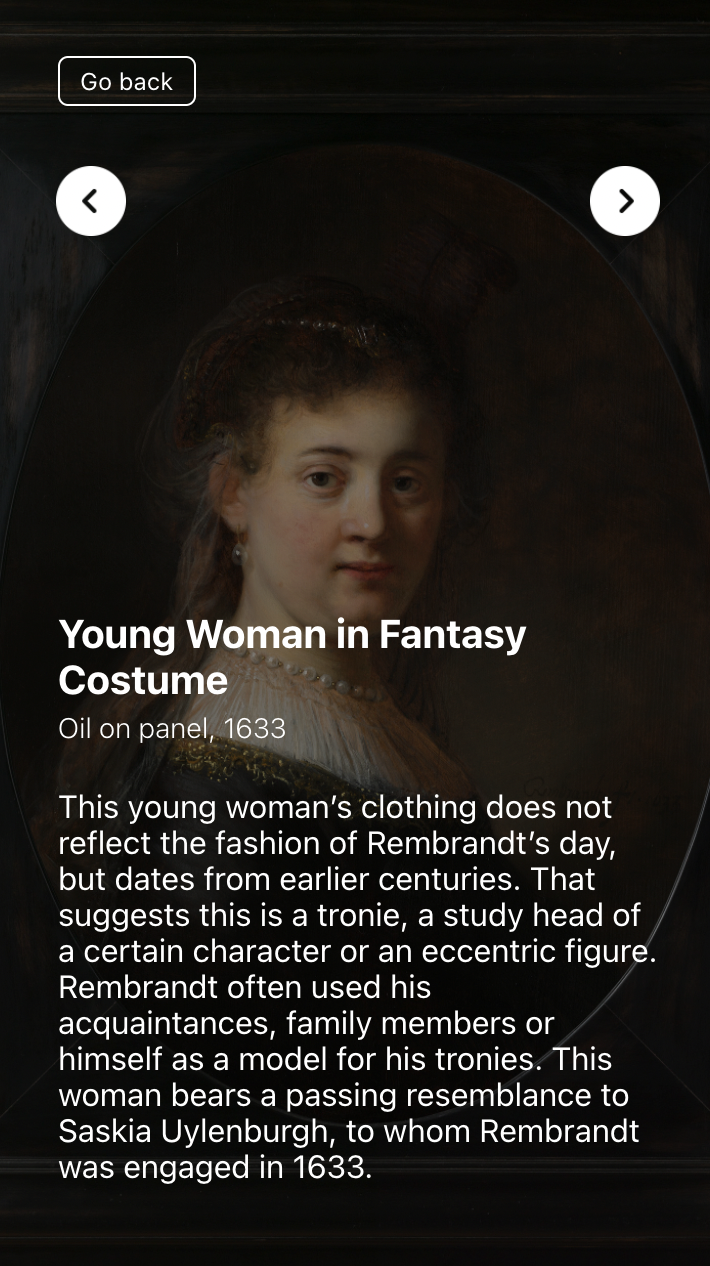 Go back
Young Woman in Fantasy
Costume
Oil on panel, 1633
This young woman’s clothing does not
reflect the fashion of Rembrandt’s day,
but dates from earlier centuries. That
suggests this is a tronie, a study head of
a certain character or an eccentric figure.
Rembrandt often used his
acquaintances, family members or
himself as a model for his tronies. This
woman bears a passing resemblance to
Saskia Uylenburgh, to whom Rembrandt
was engaged in 1633.